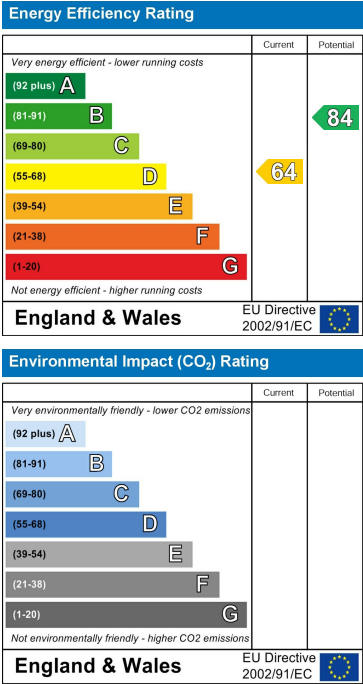 Energy Efficiency Rating
Current Potential
Very energy efficient - lower running costs
(92 plus) A
(81-91) B
84
(69-80) C
(55-68) D
64
(39-54) E
(21-38) F
(1-20) G
Not energy efficient - higher running costs
England & Wales
EU Directive
2002/91/EC
Environmental Impact (CO₂) Rating
Current Potential
Very environmentally friendly - lower CO2 emissions
(92 plus) A
(81-91) B
(69-80) C
(55-68) D
(39-54) E
(21-38) F
(1-20) G
Not environmentally friendly - higher CO2 emissions
England & Wales
EU Directive
2002/91/EC